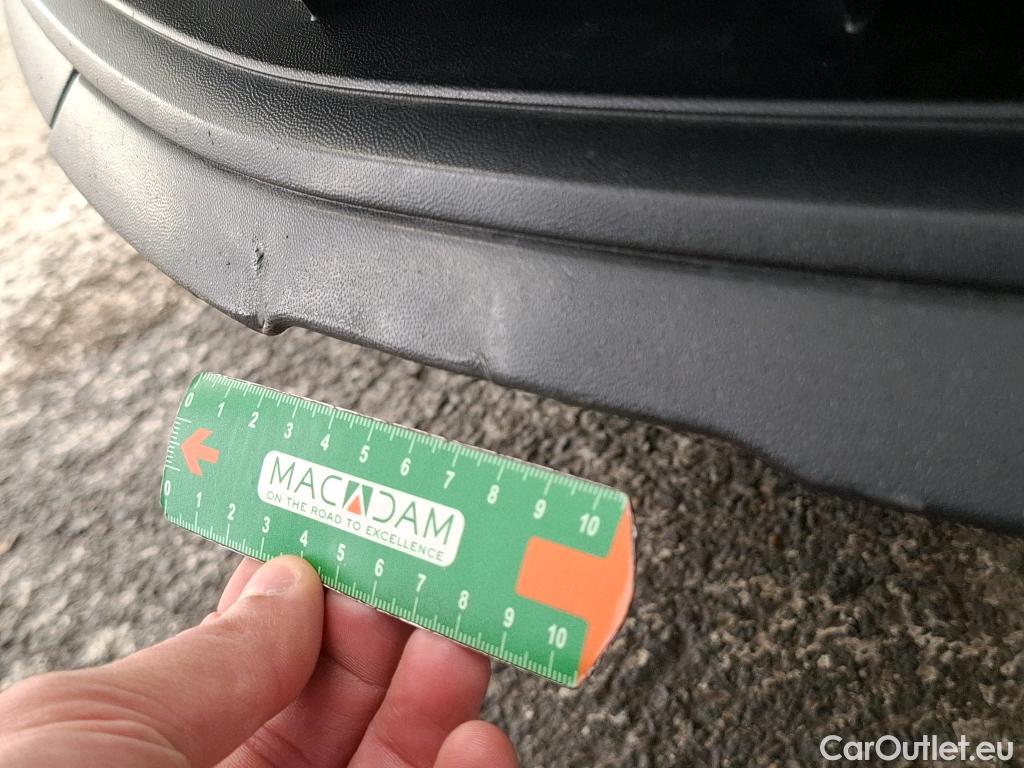 0 1 2 3 4 5 6 7 8 9 10
MACADAM
ON THE ROAD TO EXCELLENCE
0 1 2 3 4 5 6 7 8 9 10
CarOutlet.eu